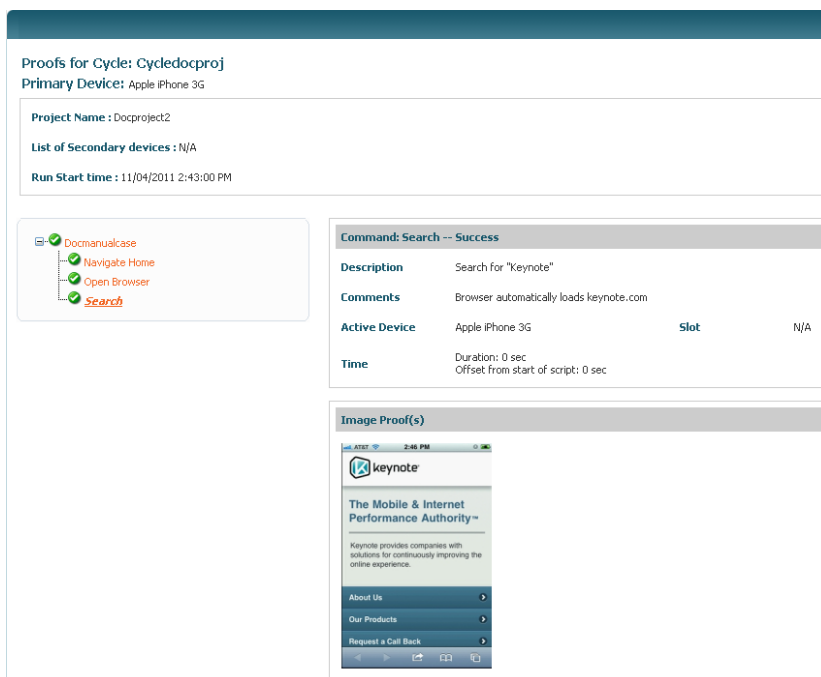 Proofs for Cycle: Cycledocproj
Primary Device: Apple iPhone 3G
Project Name : Docproject2
List of Secondary devices : N/A
Run Start time : 11/04/2011 2:43:00 PM
Docmanualcase
Navigate Home
Open Browser
Search
Command: Search -- Success
Description Search for "Keynote"
Comments Browser automatically loads keynote.com
Active Device Apple iPhone 3G Slot N/A
Time Duration: 0 sec
Offset from start of script: 0 sec
Image Proof(s)
AT&T 2:46 PM
keynote
The Mobile & Internet
Performance Authority™
Keynote provides companies with
solutions for continuously improving the
online experience.
About Us
Our Products
Request a Call Back